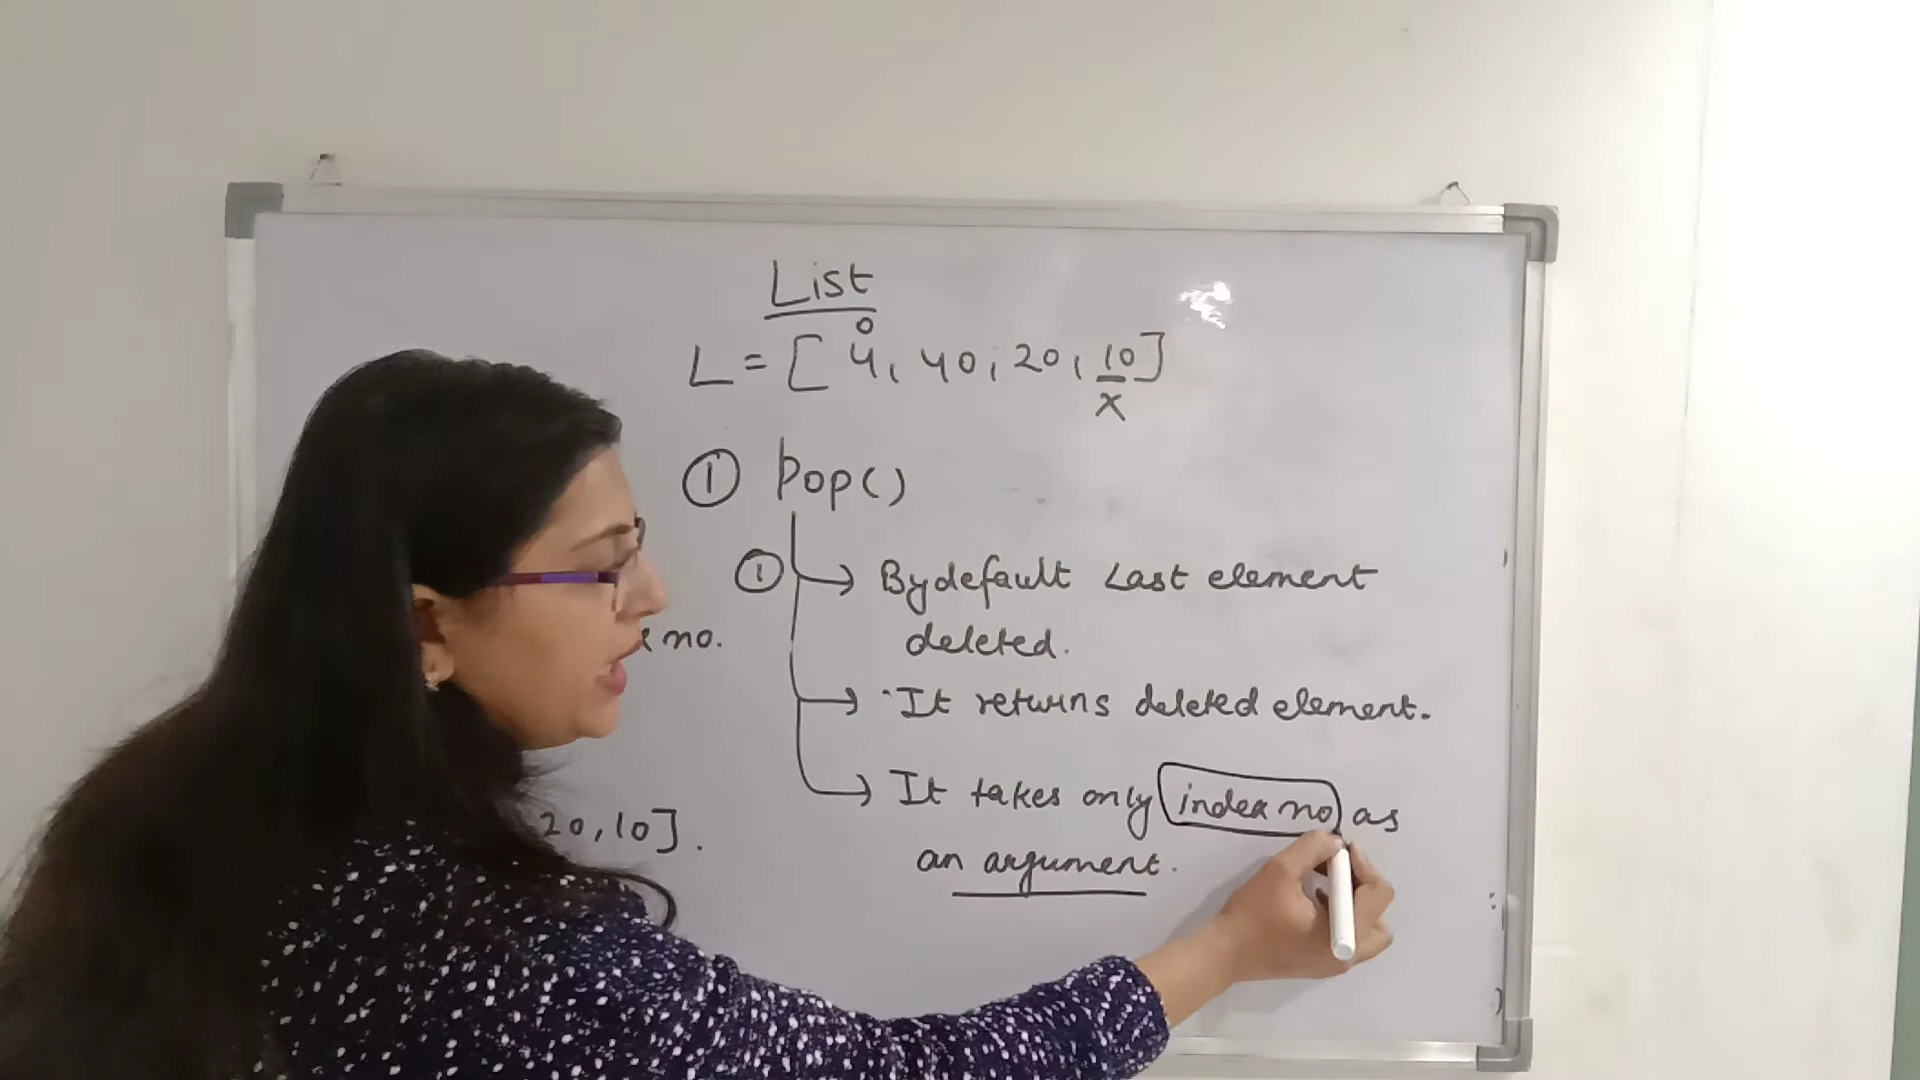 List
0
L = [ 4, 40, 20, 10]
x
① pop()
① → By default Last element
deleted.
no.
→ It returns deleted element.
→ It takes only index no as
an argument.
20, 10].